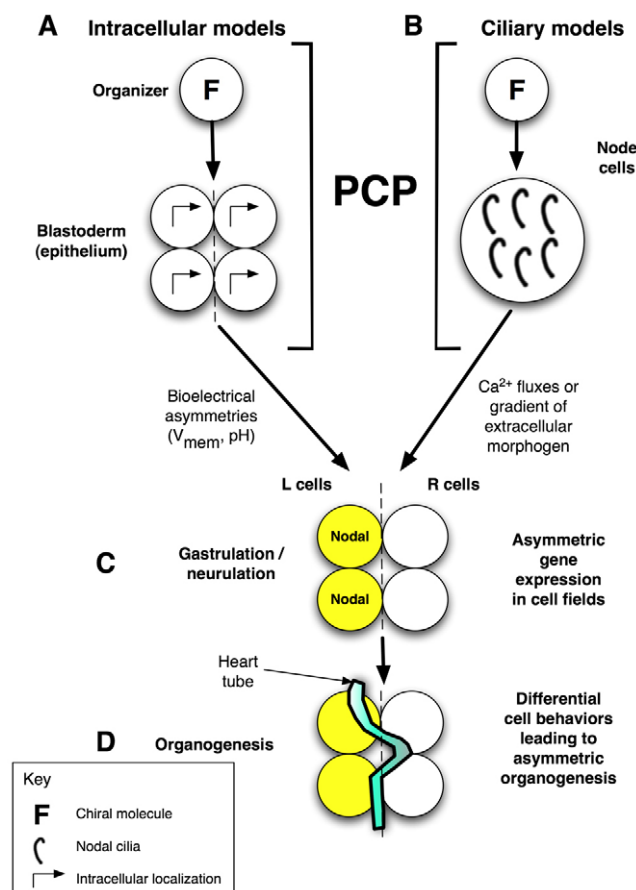 A
Intracellular models
Organizer
F
Blastoderm
(epithelium)
PCP
B
Ciliary models
F
Node
cells
Bioelectrical
asymmetries
(Vmem, pH)
Ca2+ fluxes or
gradient of
extracellular
morphogen
L cells
R cells
C
Gastrulation /
neurulation
Nodal
Nodal
Asymmetric
gene
expression
in cell fields
Heart
tube
D
Organogenesis
Differential
cell behaviors
leading to
asymmetric
organogenesis
Key
F Chiral molecule
Nodal cilia
Intracellular localization